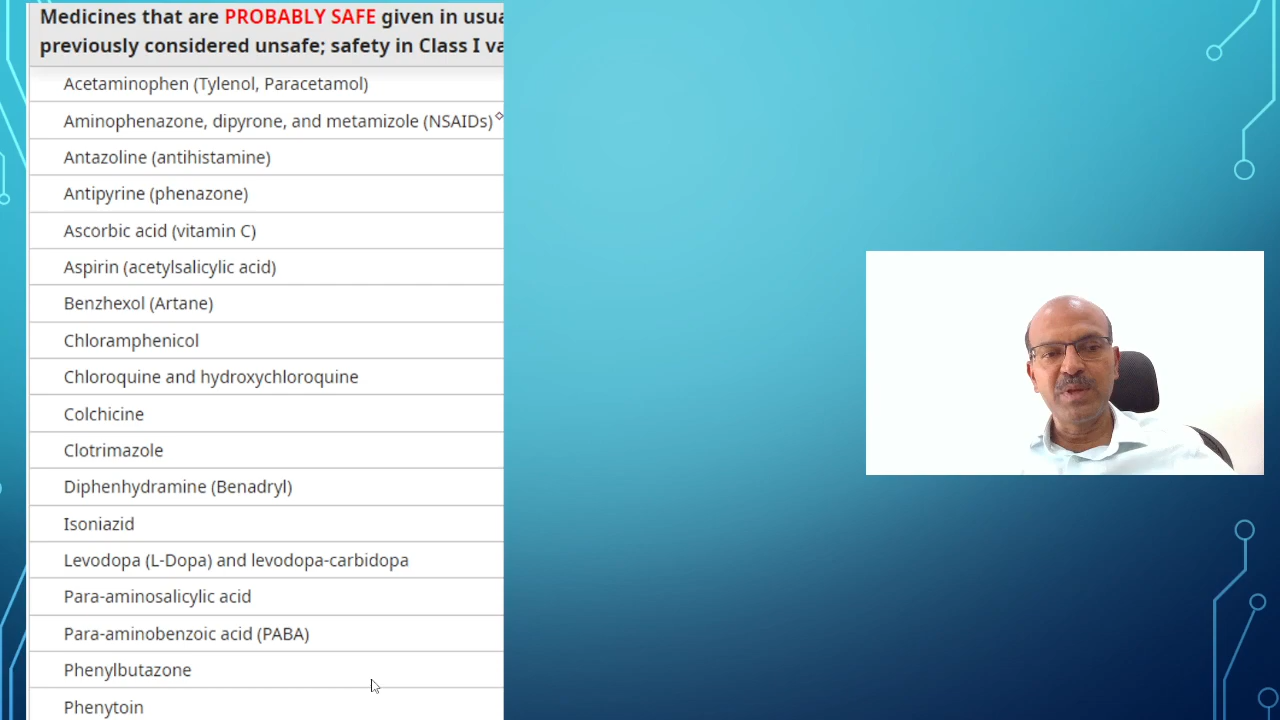 Medicines that are PROBABLY SAFE given in usua
previously considered unsafe; safety in Class I va
Acetaminophen (Tylenol, Paracetamol)
Aminophenazone, dipyrone, and metamizole (NSAIDs)◇
Antazoline (antihistamine)
Antipyrine (phenazone)
Ascorbic acid (vitamin C)
Aspirin (acetylsalicylic acid)
Benzhexol (Artane)
Chloramphenicol
Chloroquine and hydroxychloroquine
Colchicine
Clotrimazole
Diphenhydramine (Benadryl)
Isoniazid
Levodopa (L-Dopa) and levodopa-carbidopa
Para-aminosalicylic acid
Para-aminobenzoic acid (PABA)
Phenylbutazone
Phenytoin